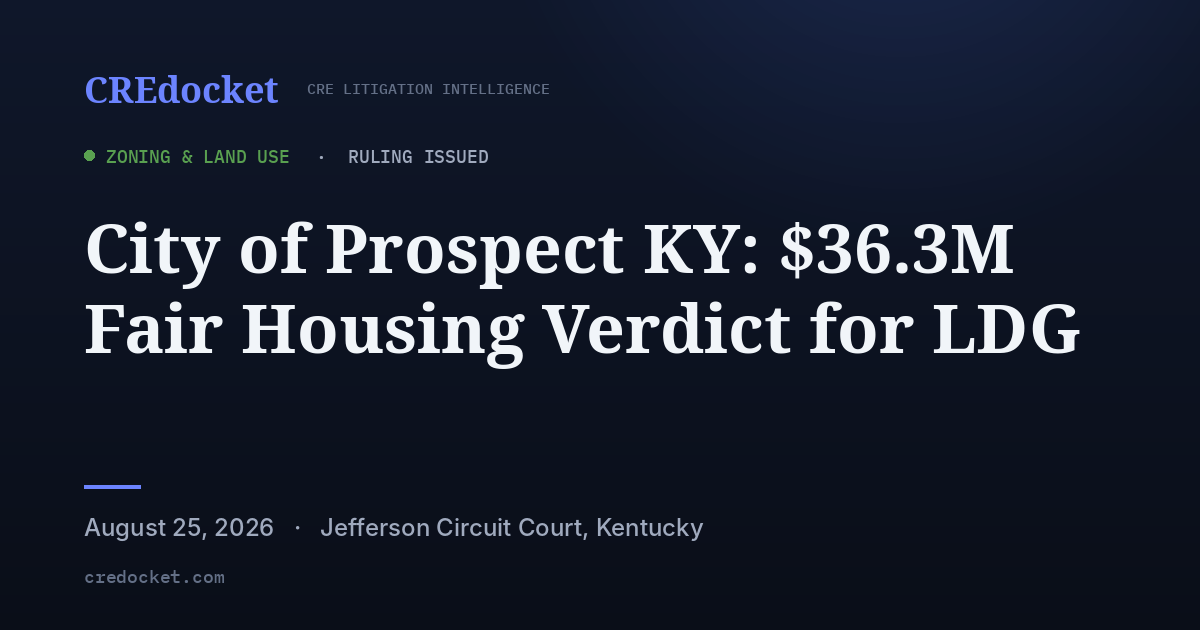 CREdocket CRE LITIGATION INTELLIGENCE
ZONING & LAND USE · RULING ISSUED
City of Prospect KY: $36.3M
Fair Housing Verdict for LDG
August 25, 2026 · Jefferson Circuit Court, Kentucky
credocket.com